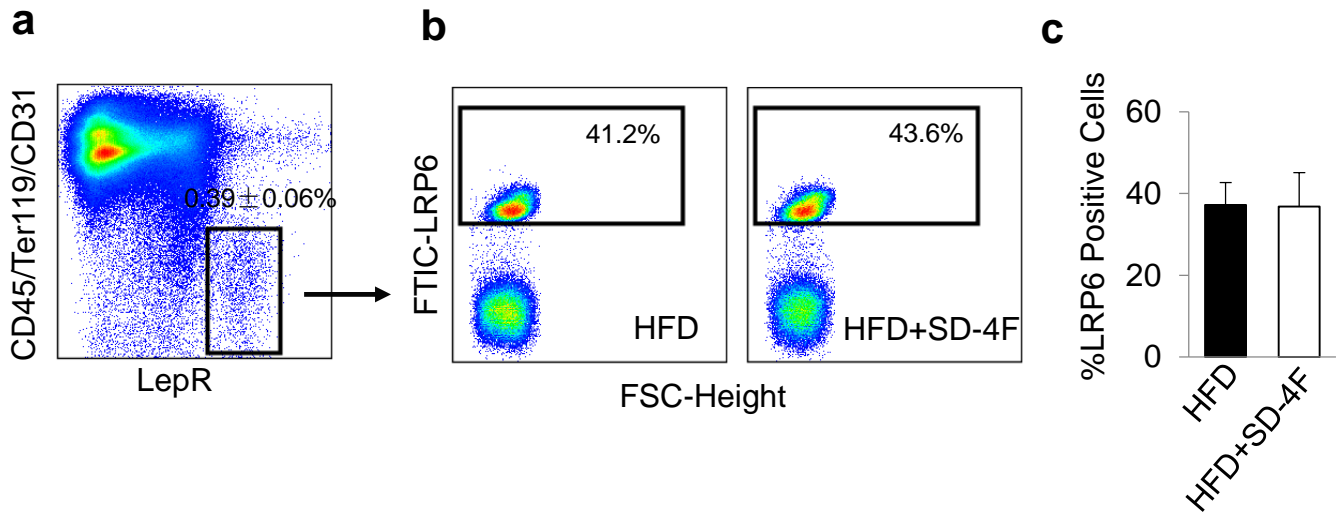 a
CD45/Ter119/CD31
0.39±0.06%
LepR
b
FTIC-LRP6
41.2%
HFD
43.6%
HFD+SD-4F
FSC-Height
c
%LRP6 Positive Cells
60
40
20
0
HFD
HFD+SD-4F